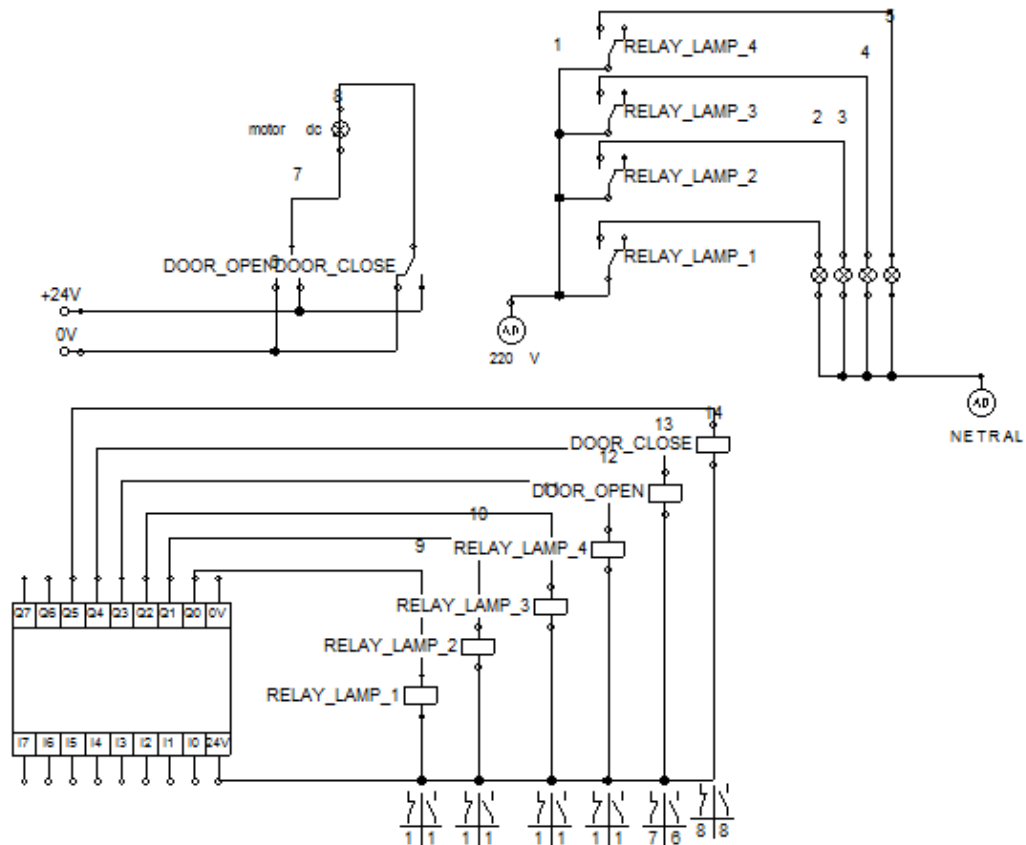 5
1
RELAY_LAMP_4
4
8
RELAY_LAMP_3
2 3
motor dc
7
RELAY_LAMP_2
RELAY_LAMP_1
DOOR_OPEN
DOOR_CLOSE
+24V
0V
220 V
NETRAL
14
13
DOOR_CLOSE
12
11
DOOR_OPEN
10
9
RELAY_LAMP_4
RELAY_LAMP_3
Q7 Q6 Q5 Q4 Q3 Q2 Q1 Q0 0V
RELAY_LAMP_2
RELAY_LAMP_1
I7 I6 I5 I4 I3 I2 I1 I0 24V
1 1 1 1 1 1 1 1 7 6 8 8